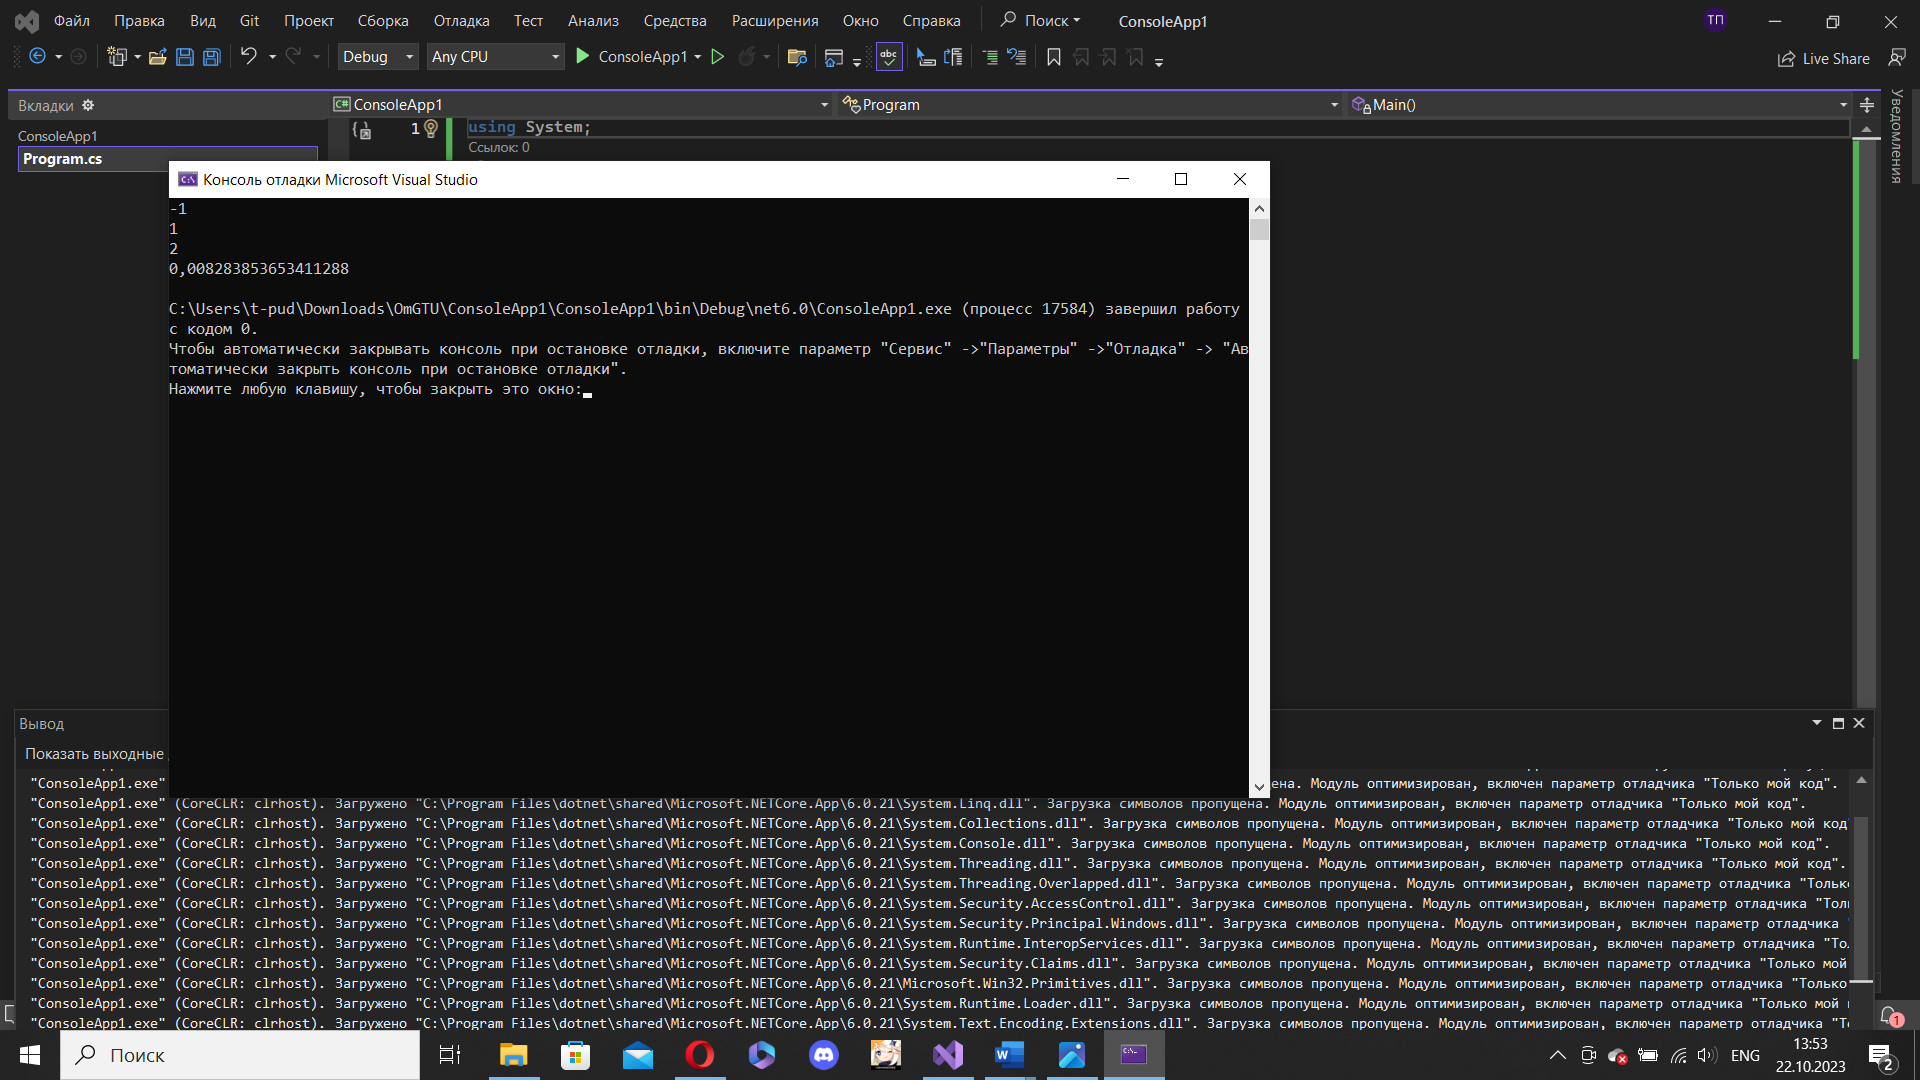 Файл Правка Вид Git Проект Сборка Отладка Тест Анализ Средства Расширения Окно Справка Поиск ConsoleApp1 ТП
Debug Any CPU ConsoleApp1 abc Live Share
Вкладки
ConsoleApp1 Program Main()
ConsoleApp1
Program.cs
1 using System;
Ссылок: 0
Уведомления
Консоль отладки Microsoft Visual Studio
-1
1
2
0,008283853653411288
C:\Users\t-pud\Downloads\OmGTU\ConsoleApp1\ConsoleApp1\bin\Debug\net6.0\ConsoleApp1.exe (процесс 17584) завершил работу
с кодом 0.
Чтобы автоматически закрывать консоль при остановке отладки, включите параметр "Сервис" ->"Параметры" ->"Отладка" -> "Ав
томатически закрыть консоль при остановке отладки".
Нажмите любую клавишу, чтобы закрыть это окно:
Вывод
Показать выходные
"ConsoleApp1.exe" ена. Модуль оптимизирован, включен параметр отладчика "Только мой код".
"ConsoleApp1.exe" (CoreCLR: clrhost). Загружено "C:\Program Files\dotnet\shared\Microsoft.NETCore.App\6.0.21\System.Linq.dll". Загрузка символов пропущена. Модуль оптимизирован, включен параметр отладчика "Только мой код".
"ConsoleApp1.exe" (CoreCLR: clrhost). Загружено "C:\Program Files\dotnet\shared\Microsoft.NETCore.App\6.0.21\System.Collections.dll". Загрузка символов пропущена. Модуль оптимизирован, включен параметр отладчика "Только мой код
"ConsoleApp1.exe" (CoreCLR: clrhost). Загружено "C:\Program Files\dotnet\shared\Microsoft.NETCore.App\6.0.21\System.Console.dll". Загрузка символов пропущена. Модуль оптимизирован, включен параметр отладчика "Только мой код".
"ConsoleApp1.exe" (CoreCLR: clrhost). Загружено "C:\Program Files\dotnet\shared\Microsoft.NETCore.App\6.0.21\System.Threading.dll". Загрузка символов пропущена. Модуль оптимизирован, включен параметр отладчика "Только мой код".
"ConsoleApp1.exe" (CoreCLR: clrhost). Загружено "C:\Program Files\dotnet\shared\Microsoft.NETCore.App\6.0.21\System.Threading.Overlapped.dll". Загрузка символов пропущена. Модуль оптимизирован, включен параметр отладчика "Только
"ConsoleApp1.exe" (CoreCLR: clrhost). Загружено "C:\Program Files\dotnet\shared\Microsoft.NETCore.App\6.0.21\System.Security.AccessControl.dll". Загрузка символов пропущена. Модуль оптимизирован, включен параметр отладчика "Тол
"ConsoleApp1.exe" (CoreCLR: clrhost). Загружено "C:\Program Files\dotnet\shared\Microsoft.NETCore.App\6.0.21\System.Security.Principal.Windows.dll". Загрузка символов пропущена. Модуль оптимизирован, включен параметр отладчика
"ConsoleApp1.exe" (CoreCLR: clrhost). Загружено "C:\Program Files\dotnet\shared\Microsoft.NETCore.App\6.0.21\System.Runtime.InteropServices.dll". Загрузка символов пропущена. Модуль оптимизирован, включен параметр отладчика "То
"ConsoleApp1.exe" (CoreCLR: clrhost). Загружено "C:\Program Files\dotnet\shared\Microsoft.NETCore.App\6.0.21\System.Security.Claims.dll". Загрузка символов пропущена. Модуль оптимизирован, включен параметр отладчика "Только мой
"ConsoleApp1.exe" (CoreCLR: clrhost). Загружено "C:\Program Files\dotnet\shared\Microsoft.NETCore.App\6.0.21\Microsoft.Win32.Primitives.dll". Загрузка символов пропущена. Модуль оптимизирован, включен параметр отладчика "Только
"ConsoleApp1.exe" (CoreCLR: clrhost). Загружено "C:\Program Files\dotnet\shared\Microsoft.NETCore.App\6.0.21\System.Runtime.Loader.dll". Загрузка символов пропущена. Модуль оптимизирован, включен параметр отладчика "Только мой
"ConsoleApp1.exe" (CoreCLR: clrhost). Загружено "C:\Program Files\dotnet\shared\Microsoft.NETCore.App\6.0.21\System.Text.Encoding.Extensions.dll". Загрузка символов пропущена. Модуль оптимизирован, включен параметр отладчика "То
1
Поиск ENG 13:53
22.10.2023 2